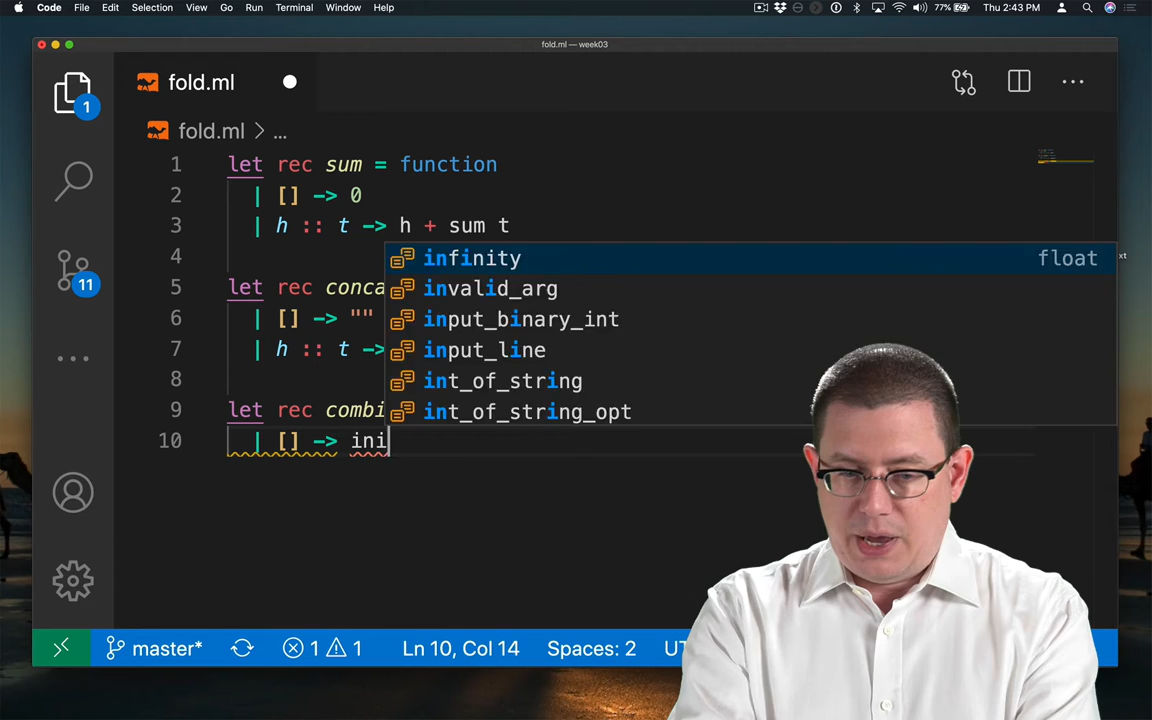 Code File Edit Selection View Go Run Terminal Window Help 77% Thu 2:43 PM
fold.ml — week03
fold.ml
1
fold.ml > ...
1 let rec sum = function
2 | [] -> 0
3 | h :: t -> h + sum t
4 infinity float
xt
invalid_arg
5 let rec conca
6 | [] -> "" input_binary_int
7 | h :: t -> input_line
11
8 int_of_string
9 let rec combi int_of_string_opt
10 | [] -> ini
master* 1 1 Ln 10, Col 14 Spaces: 2 UT